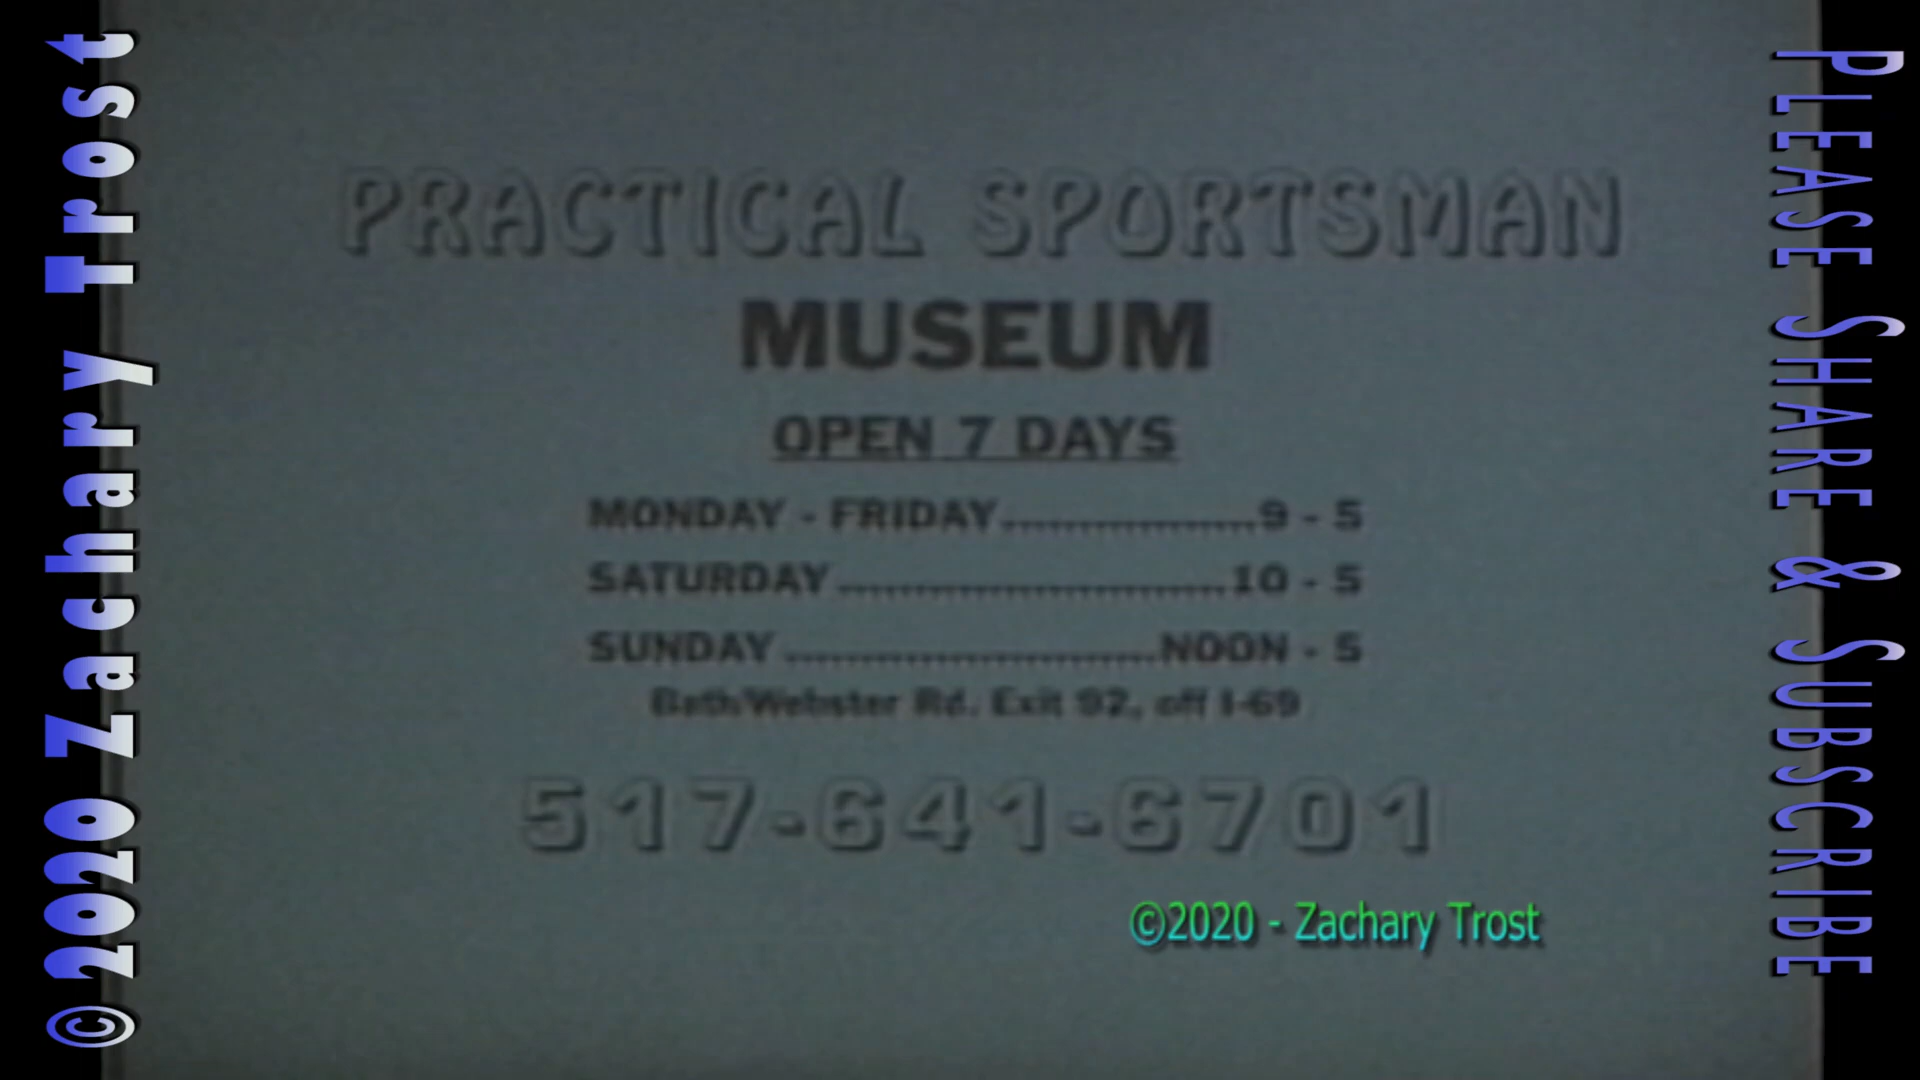 ©2020 Zachary Trost
PRACTICAL SPORTSMAN
MUSEUM
OPEN 7 DAYS
MONDAY - FRIDAY..................9 - 5
SATURDAY............................10 - 5
SUNDAY...........................NOON - 5
Bath/Webster Rd. Exit 92, off I-69
517-641-6701
©2020 - Zachary Trost
PLEASE SHARE & SUBSCRIBE